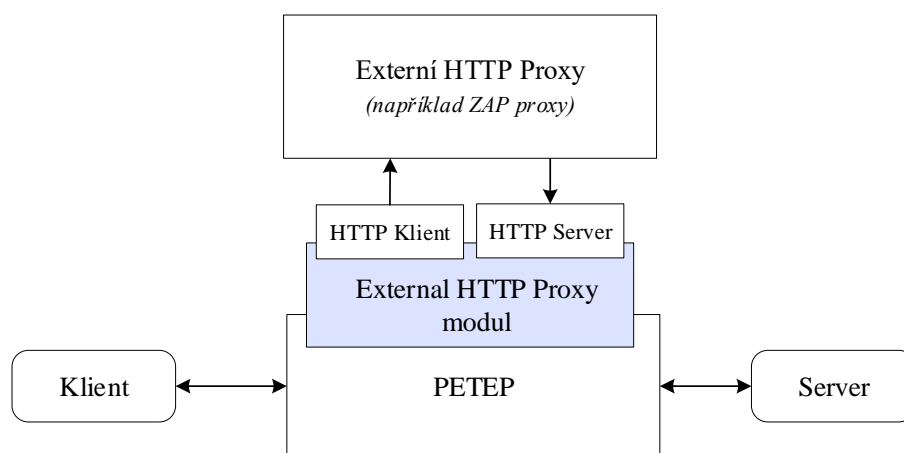 Externí HTTP Proxy
(například ZAP proxy)
HTTP Klient
HTTP Server
External HTTP Proxy
modul
Klient
PETEP
Server